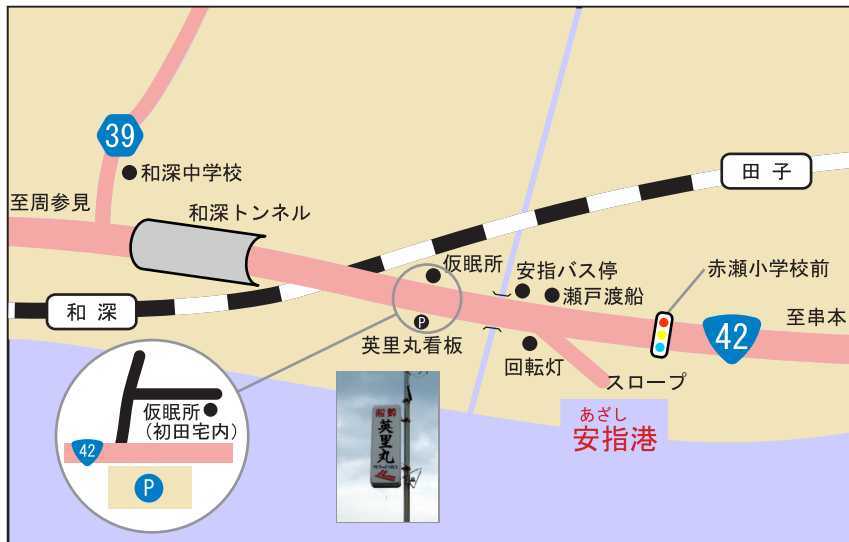 39
和深中学校
至周参見
和深トンネル
田子
仮眠所
安指バス停
瀬戸渡船
赤瀬小学校前
和深
P
英里丸看板
回転灯
42
至串本
スロープ
あざし
安指港
仮眠所
(初田宅内)
42
P
船釣
英里丸